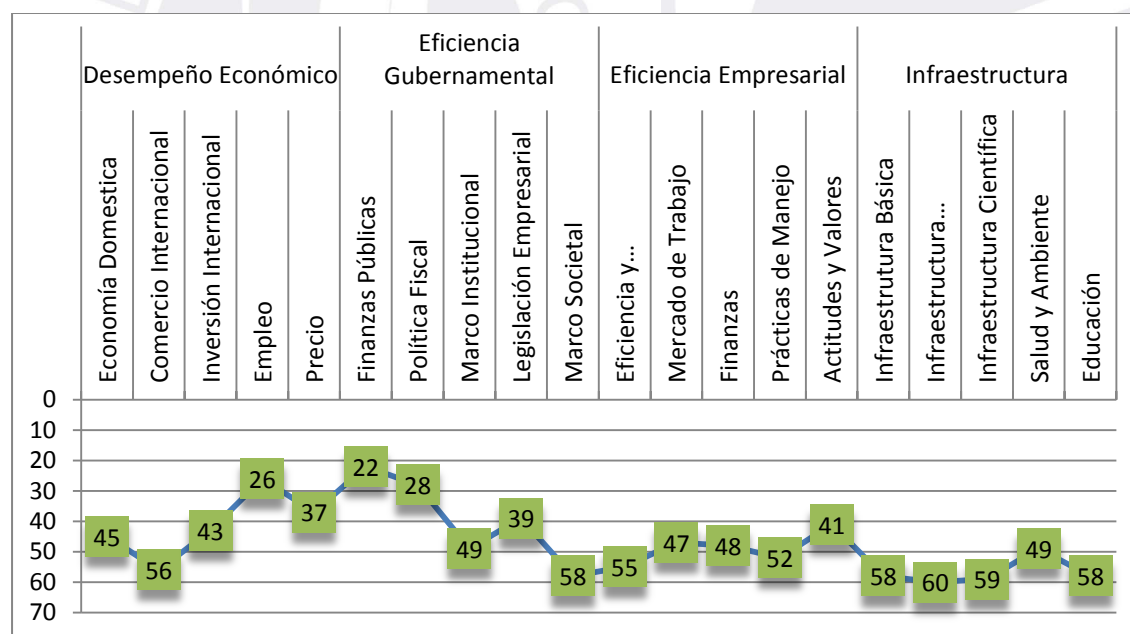 Desempeño Económico
Eficiencia
Gubernamental
Eficiencia Empresarial
Infraestructura
Economía Domestica
Comercio Internacional
Inversión Internacional
Empleo
Precio
Finanzas Públicas
Política Fiscal
Marco Institucional
Legislación Empresarial
Marco Societal
Eficiencia y...
Mercado de Trabajo
Finanzas
Prácticas de Manejo
Actitudes y Valores
Infraestrutura Básica
Infraestructura...
Infraestructura Científica
Salud y Ambiente
Educación
0
10
20
30
40
50
60
70
45
56
43
26
37
22
28
49
39
58
55
47
48
52
41
58
60
59
49
58